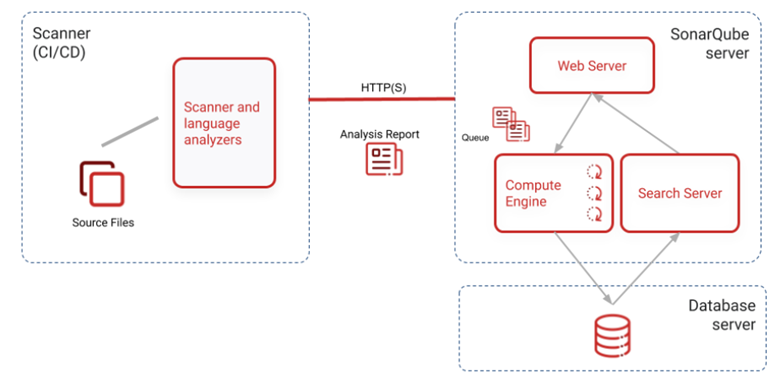 Scanner
(CI/CD)
Scanner and
language
analyzers
Source Files
HTTP(S)
Analysis Report
SonarQube
server
Web Server
Queue
Compute
Engine
Search Server
Database
server